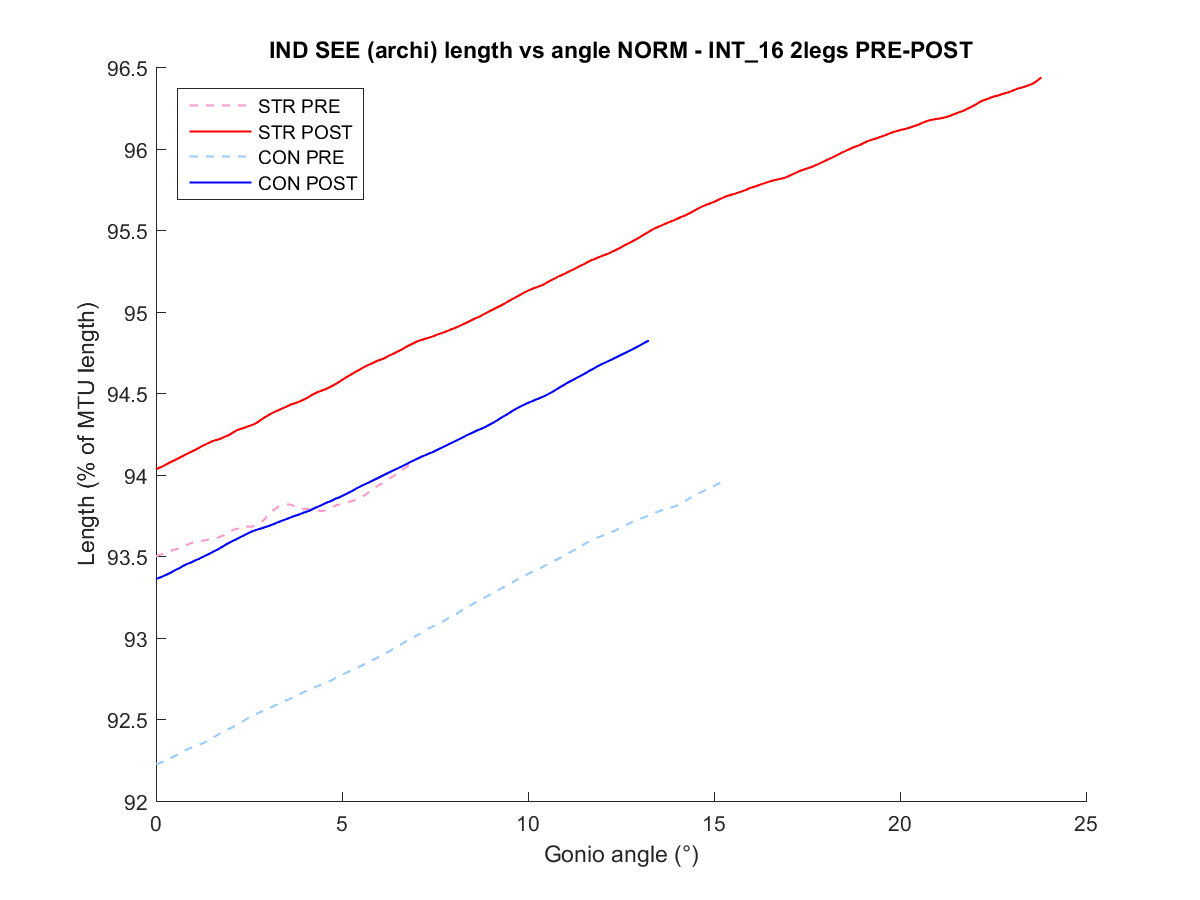 IND SEE (archi) length vs angle NORM - INT_16 2legs PRE-POST
96.5
96
95.5
95
94.5
94
93.5
93
92.5
92
Length (% of MTU length)
STR PRE
STR POST
CON PRE
CON POST
0
5
10
15
20
25
Gonio angle (°)